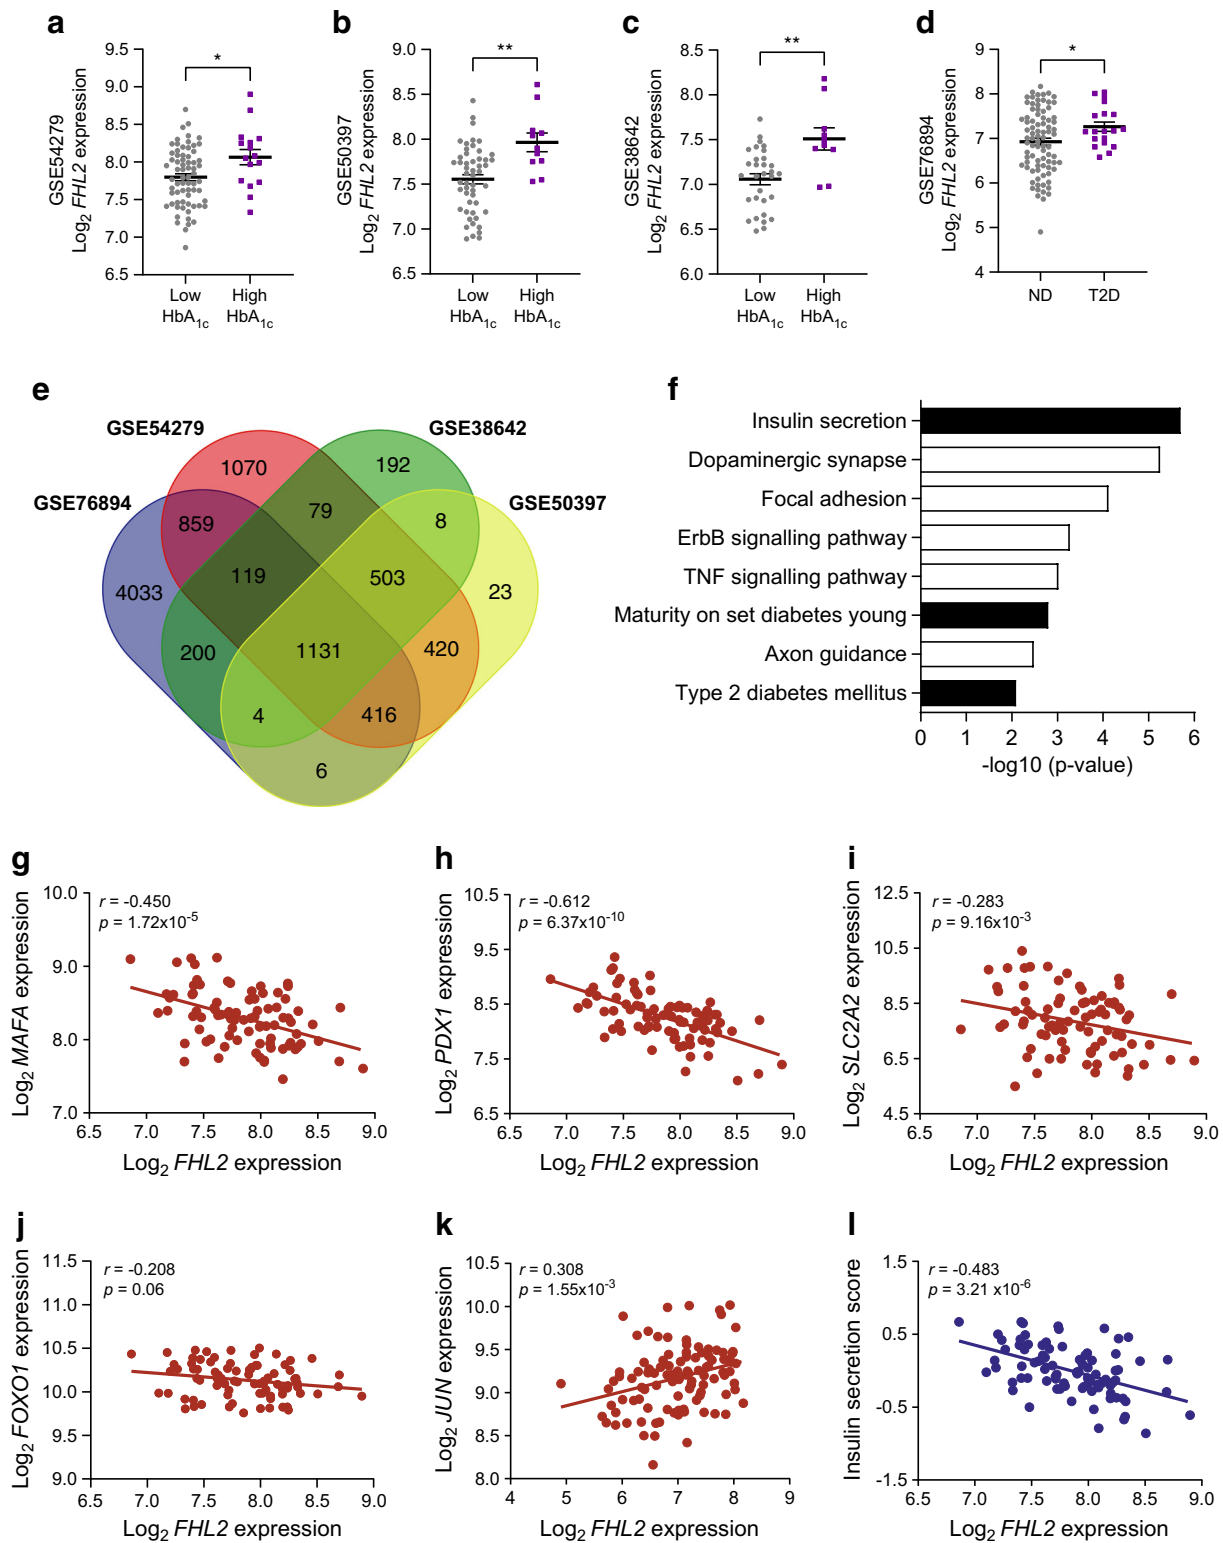 a
GSE54279
Log2 FHL2 expression
9.5
9.0
8.5
8.0
7.5
7.0
6.5
*
Low HbA1c
High HbA1c
b
GSE50397
Log2 FHL2 expression
9.0
8.5
8.0
7.5
7.0
6.5
**
Low HbA1c
High HbA1c
c
GSE38642
Log2 FHL2 expression
8.5
8.0
7.5
7.0
6.5
6.0
**
Low HbA1c
High HbA1c
d
GSE76894
Log2 FHL2 expression
9
8
7
6
5
4
*
ND
T2D
e
GSE54279
GSE38642
GSE76894
GSE50397
1070
192
859
79
8
4033
119
503
23
200
1131
420
4
416
6
f
Insulin secretion
Dopaminergic synapse
Focal adhesion
ErbB signalling pathway
TNF signalling pathway
Maturity on set diabetes young
Axon guidance
Type 2 diabetes mellitus
0 1 2 3 4 5 6
-log10 (p-value)
g
Log2 MAFA expression
10.0
9.0
8.0
7.0
r = -0.450
p = 1.72x10-5
6.5 7.0 7.5 8.0 8.5 9.0
Log2 FHL2 expression
h
Log2 PDX1 expression
10.5
9.5
8.5
7.5
6.5
r = -0.612
p = 6.37x10-10
6.5 7.0 7.5 8.0 8.5 9.0
Log2 FHL2 expression
i
Log2 SLC2A2 expression
12.5
10.5
8.5
6.5
4.5
r = -0.283
p = 9.16x10-3
6.5 7.0 7.5 8.0 8.5 9.0
Log2 FHL2 expression
j
Log2 FOXO1 expression
11.5
11.0
10.5
10.0
9.5
9.0
r = -0.208
p = 0.06
6.5 7.0 7.5 8.0 8.5 9.0
Log2 FHL2 expression
k
Log2 JUN expression
10.5
10.0
9.5
9.0
8.5
8.0
r = 0.308
p = 1.55x10-3
4 5 6 7 8 9
Log2 FHL2 expression
l
Insulin secretion score
1.5
0.5
-0.5
-1.5
r = -0.483
p = 3.21 x10-6
6.5 7.0 7.5 8.0 8.5 9.0
Log2 FHL2 expression